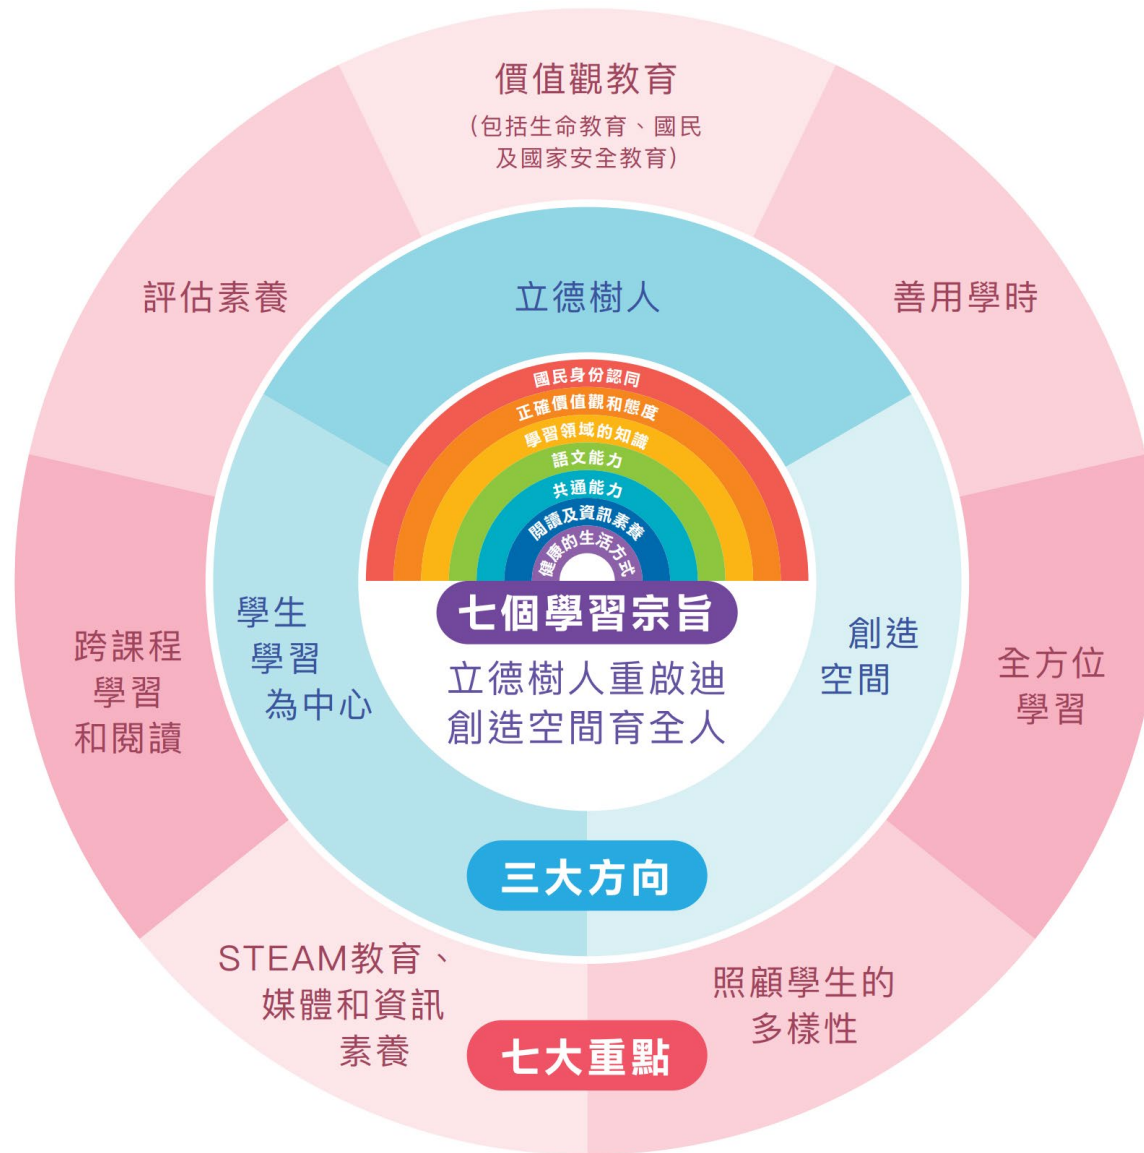 價值觀教育
(包括生命教育、國民
及國家安全教育)
評估素養
立德樹人
善用學時
國民身份認同
正確價值觀和態度
學習領域的知識
語文能力
共通能力
閱讀及資訊素養
健康的生活方式
七個學習宗旨
立德樹人重啟迪
創造空間育全人
學生
學習
為中心
創造
空間
跨課程
學習
和閱讀
全方位
學習
三大方向
STEAM教育、
媒體和資訊
素養
照顧學生的
多樣性
七大重點